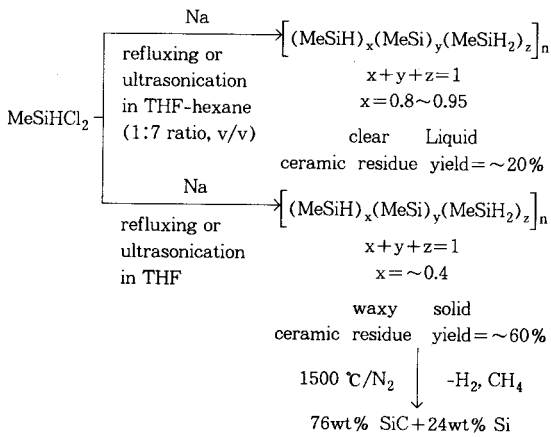 Na
[(MeSiH)x(MeSi)y(MeSiH2)z]n
refluxing or
ultrasonication
in THF-hexane
(1:7 ratio, v/v)
x+y+z=1
x=0.8~0.95
MeSiHCl2
clear Liquid
ceramic residue yield=~20%
Na
[(MeSiH)x(MeSi)y(MeSiH2)z]n
refluxing or
ultrasonication
in THF
x+y+z=1
x=~0.4
waxy solid
ceramic residue yield=~60%
1500 ℃/N2
-H2, CH4
76wt% SiC+24wt% Si